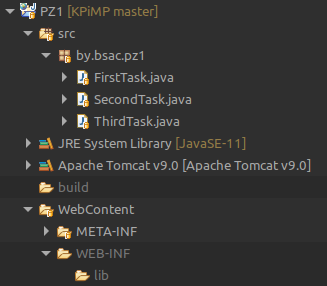 PZ1 [KPiMP master]
src
by.bsac.pz1
FirstTask.java
SecondTask.java
ThirdTask.java
JRE System Library [JavaSE-11]
Apache Tomcat v9.0 [Apache Tomcat v9.0]
build
WebContent
META-INF
WEB-INF
lib